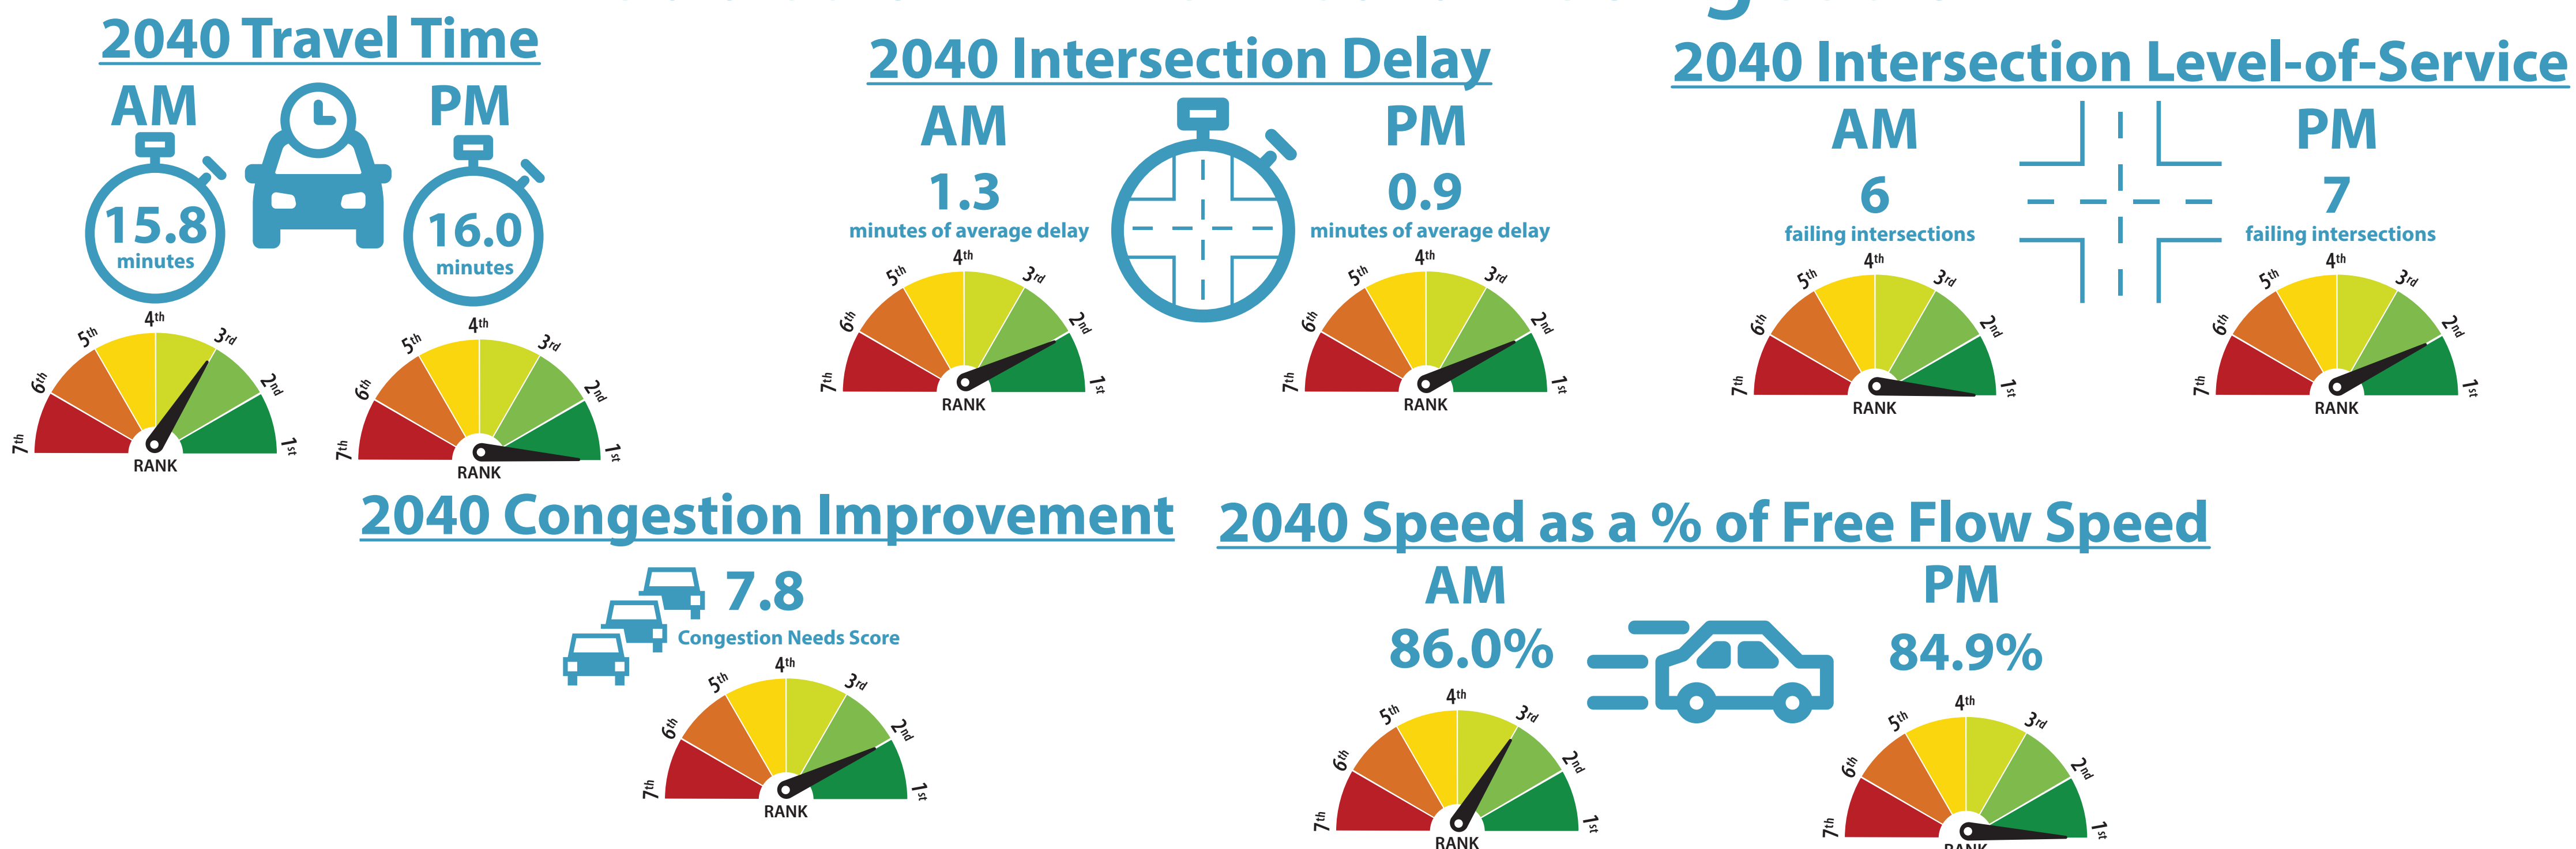 2040 Travel Time
AM
PM
15.8
minutes
16.0
minutes
7th
6th
5th
4th
3rd
2nd
1st
RANK
7th
6th
5th
4th
3rd
2nd
1st
RANK
2040 Intersection Delay
AM
PM
1.3
minutes of average delay
0.9
minutes of average delay
7th
6th
5th
4th
3rd
2nd
1st
RANK
7th
6th
5th
4th
3rd
2nd
1st
RANK
2040 Intersection Level-of-Service
AM
PM
6
failing intersections
7
failing intersections
7th
6th
5th
4th
3rd
2nd
1st
RANK
7th
6th
5th
4th
3rd
2nd
1st
RANK
2040 Congestion Improvement
7.8
Congestion Needs Score
7th
6th
5th
4th
3rd
2nd
1st
RANK
2040 Speed as a % of Free Flow Speed
AM
PM
86.0%
84.9%
7th
6th
5th
4th
3rd
2nd
1st
RANK
7th
6th
5th
4th
3rd
2nd
1st
RANK